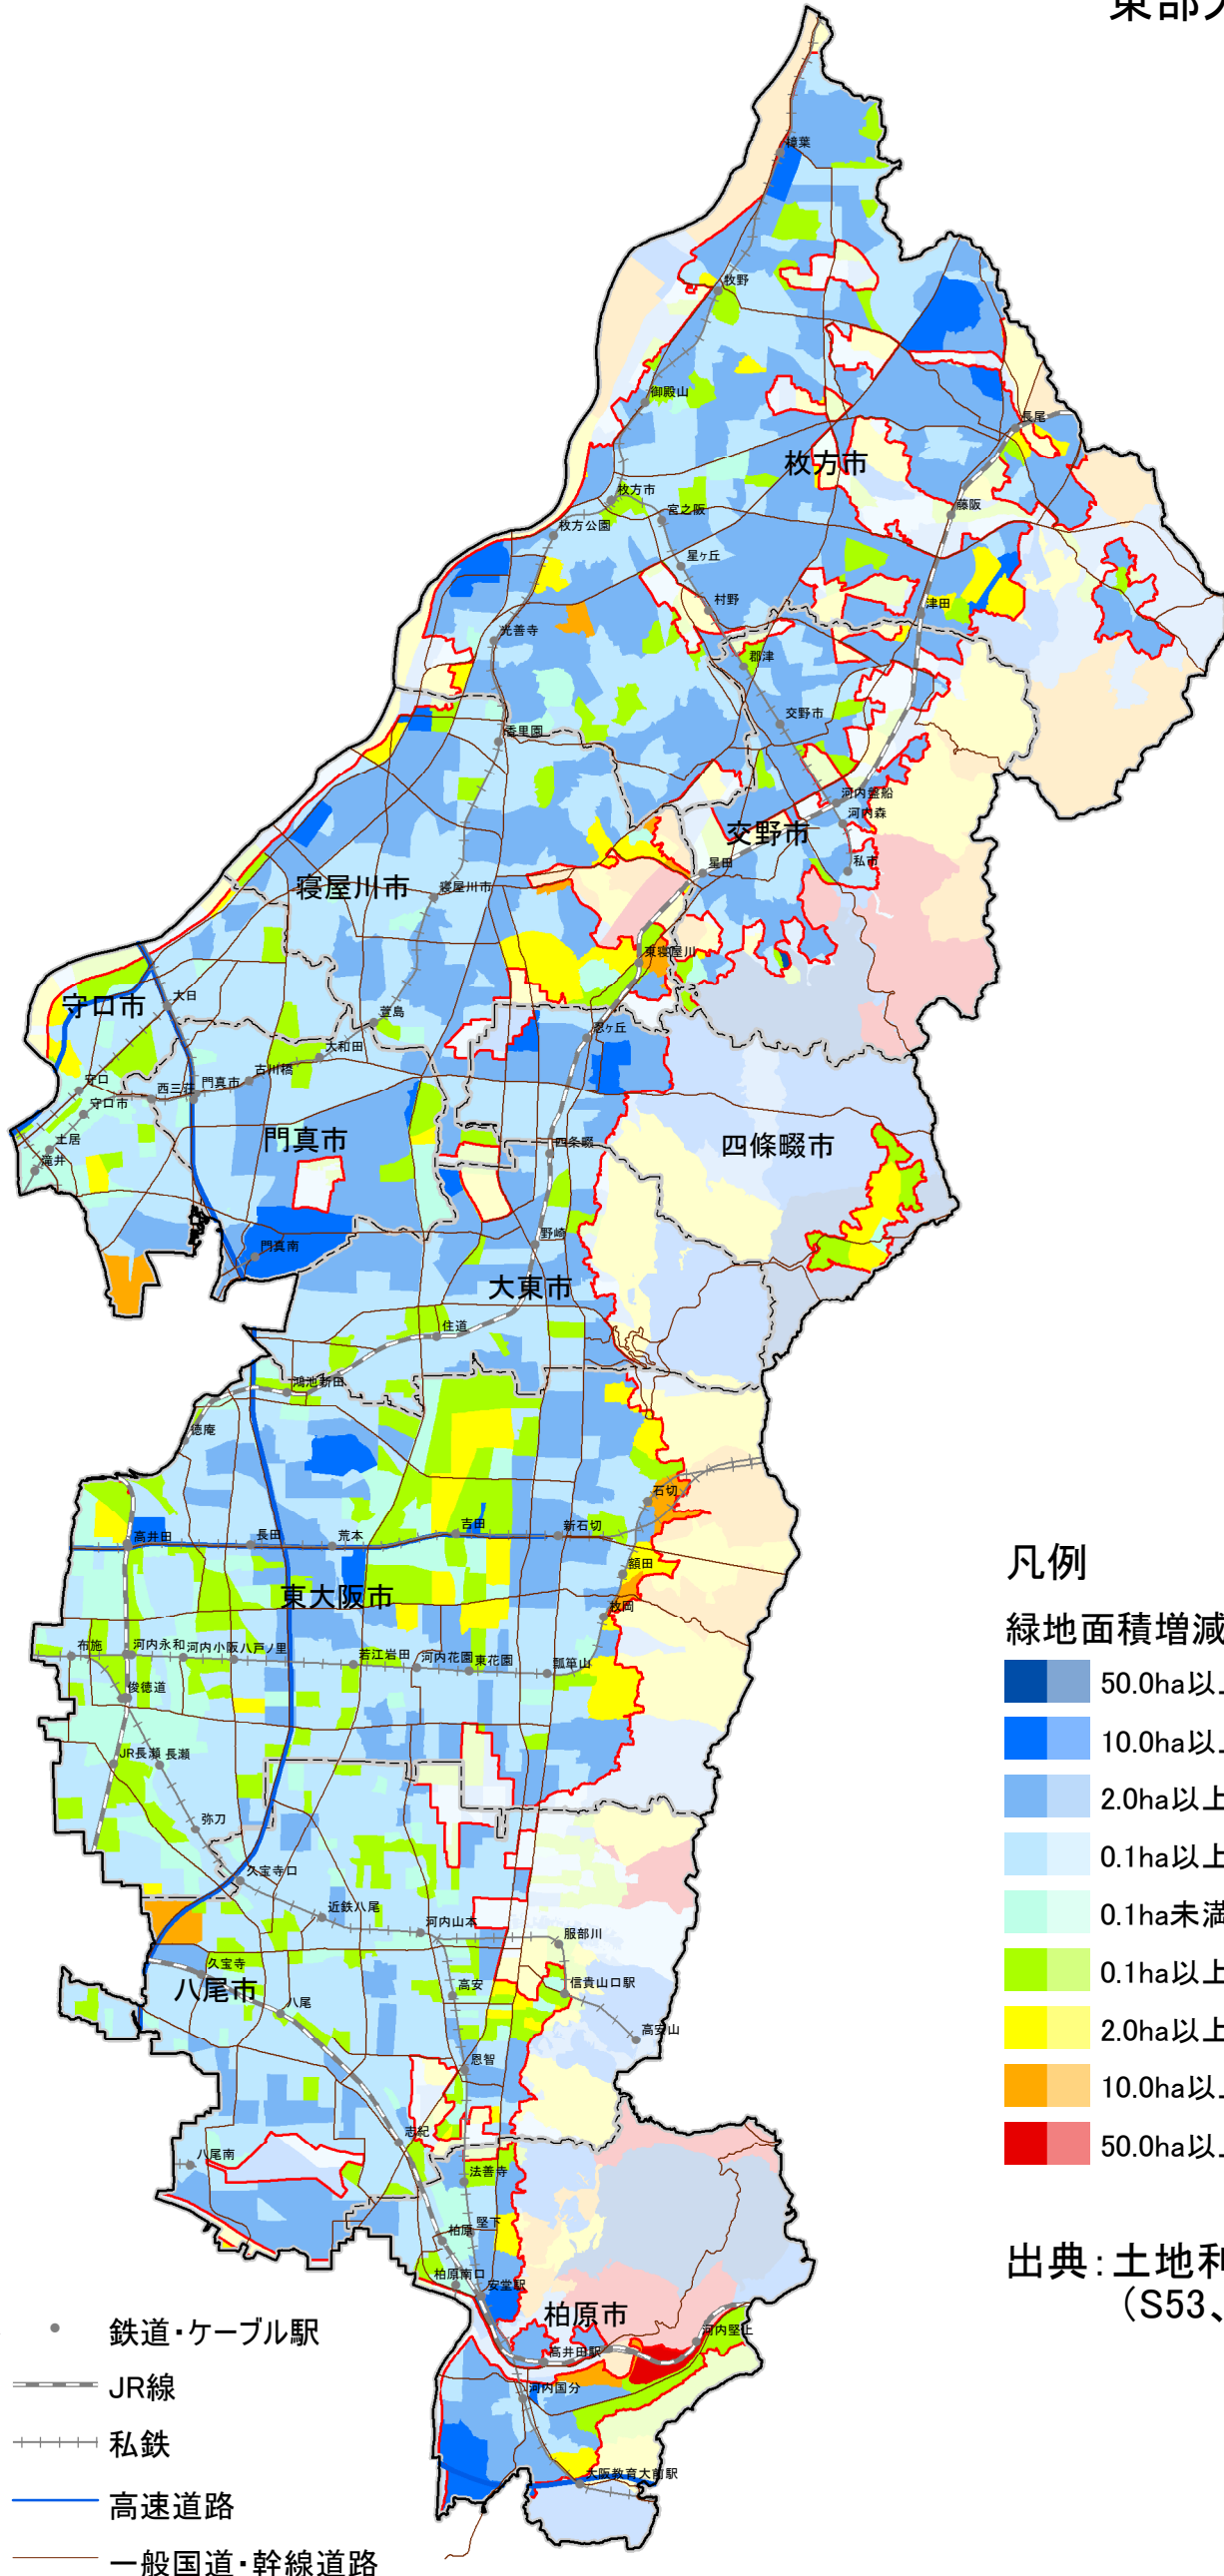 東部
樟葉
牧野
御殿山
長尾
枚方市
枚方市
藤阪
宮之阪
枚方公園
星ヶ丘
村野
津田
光善寺
郡津
交野市
香里園
河内盤船
河内森
交野市
私市
星田
寝屋川市
寝屋川市
東寝屋川
守口市
大日
萱島
忍ヶ丘
大和田
古川橋
門真市
西三荘
守口
守口市
土居
滝井
門真市
四条畷
四條畷市
野崎
門真南
大東市
住道
鴻池新田
徳庵
石切
高井田
長田
荒本
吉田
新石切
額田
東大阪市
枚岡
布施
河内永和
河内小阪
八戸ノ里
若江岩田
河内花園
東花園
瓢箪山
俊徳道
JR長瀬
長瀬
弥刀
久宝寺口
近鉄八尾
河内山本
服部川
久宝寺
八尾市
八尾
高安
信貴山口駅
高安山
恩智
志紀
八尾南
法善寺
堅下
柏原
柏原南口
安堂駅
柏原市
高井田駅
河内堅上
河内国分
大阪教育大前駅
凡例
緑地面積増減
50.0ha以上
10.0ha以上
2.0ha以上
0.1ha以上
0.1ha未満
0.1ha以上
2.0ha以上
10.0ha以上
50.0ha以上
出典：土地利
（S53、
鉄道・ケーブル駅
JR線
私鉄
高速道路
一般国道・幹線道路